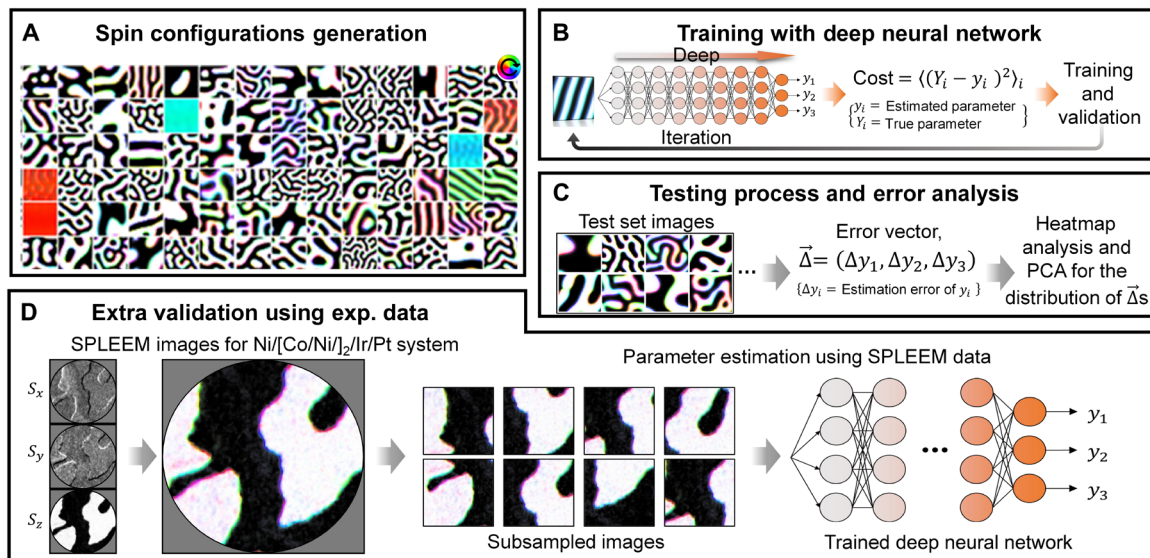 A Spin configurations generation
B Training with deep neural network
Deep
y₁
y₂
y₃
Iteration
Cost = ⟨(Yᵢ − yᵢ )²⟩ᵢ
{yᵢ = Estimated parameter
Yᵢ = True parameter }
Training
and
validation
C Testing process and error analysis
Test set images
...
Error vector,
Δ⃗= (Δy₁, Δy₂, Δy₃)
{Δyᵢ = Estimation error of yᵢ }
Heatmap
analysis and
PCA for the
distribution of Δ⃗s
D Extra validation using exp. data
SPLEEM images for Ni/[Co/Ni/]₂/Ir/Pt system
Sₓ
Sᵧ
S_z
Parameter estimation using SPLEEM data
Subsampled images
...
y₁
y₂
y₃
Trained deep neural network